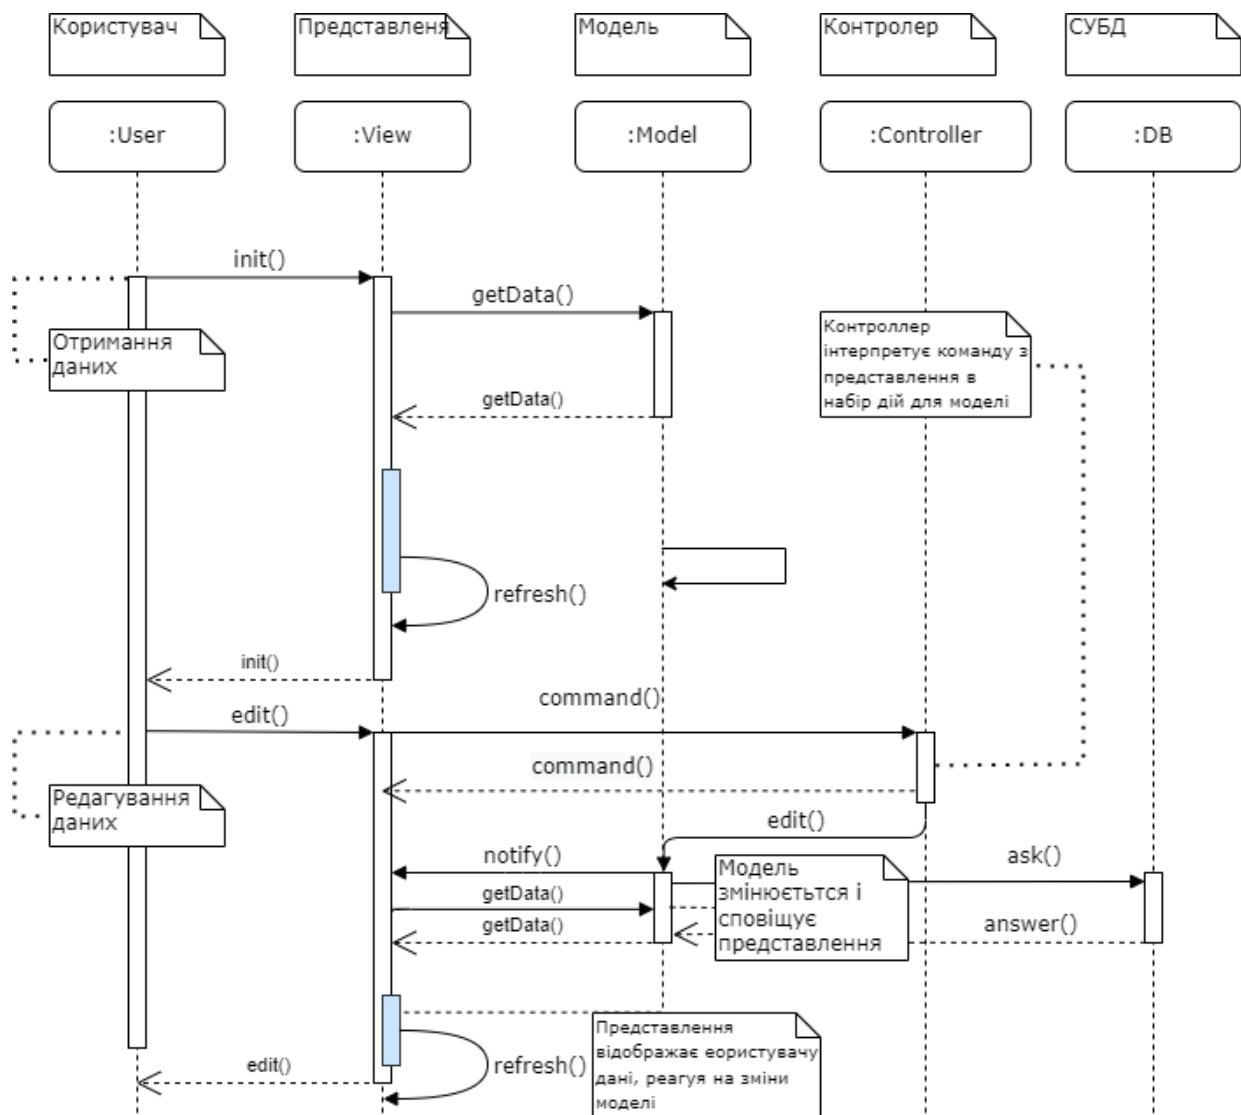 Користувач
Представленя
Модель
Контролер
СУБД
:User
:View
:Model
:Controller
:DB
init()
getData()
Отримання
даних
Контроллер
інтерпретує команду з
представлення в
набір дій для моделі
getData()
refresh()
init()
command()
edit()
command()
Редагування
даних
edit()
notify()
ask()
Модель
змінюєтьтся і
сповіщує
представлення
getData()
getData()
answer()
Представлення
відображає еористувачу
дані, реагуя на зміни
моделі
refresh()
edit()